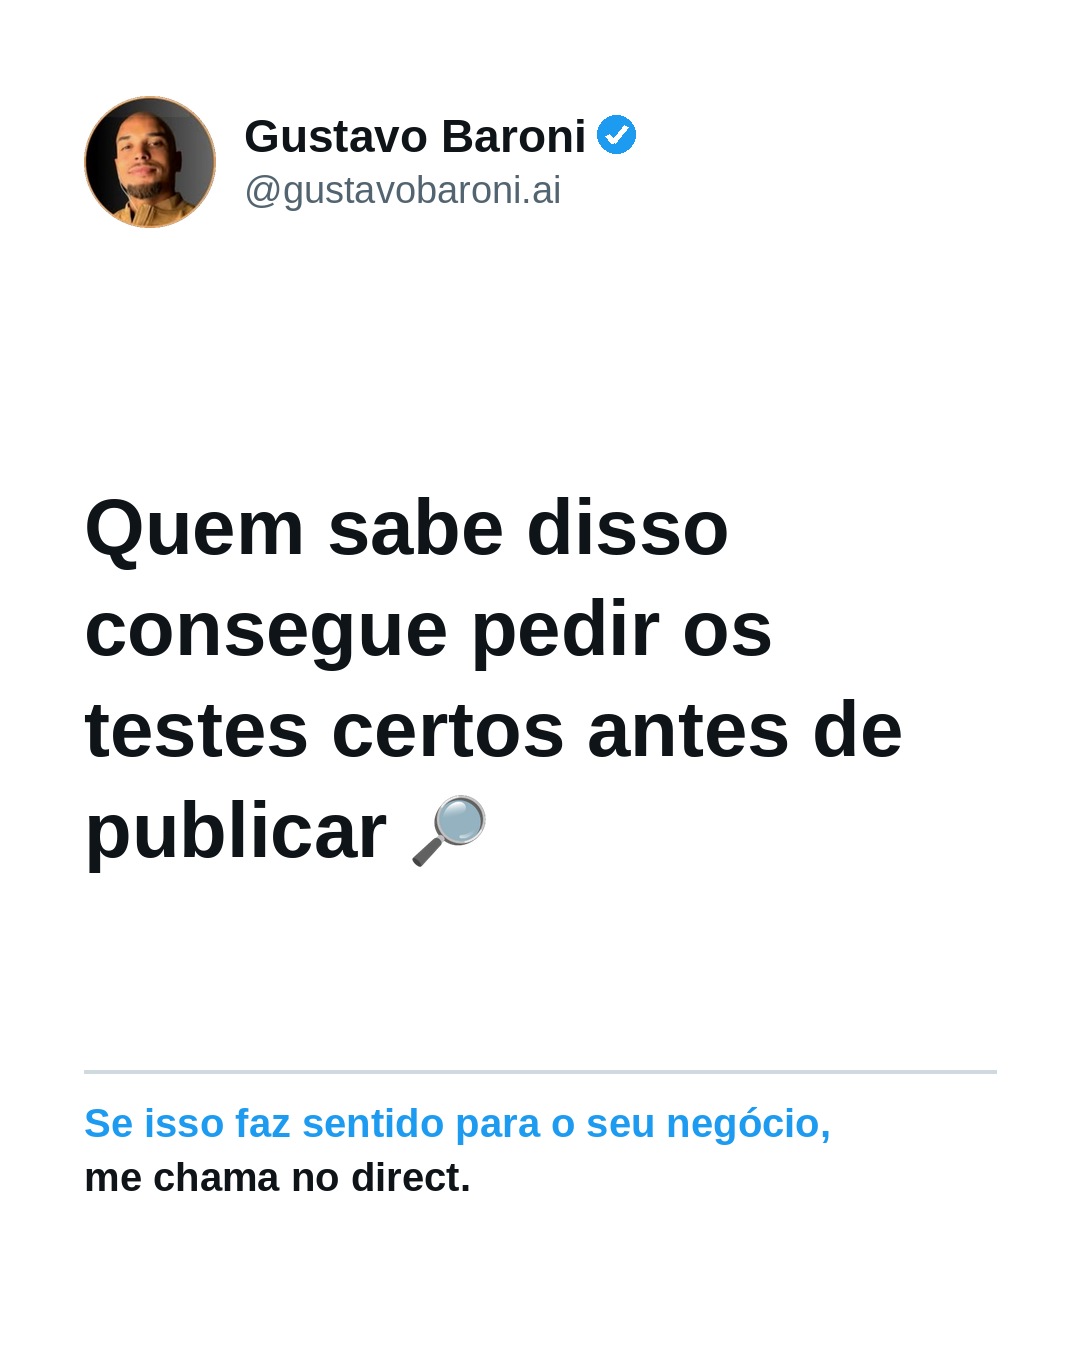 Gustavo Baroni
@gustavobaroni.ai
Quem sabe disso
consegue pedir os
testes certos antes de
publicar 🔎
Se isso faz sentido para o seu negócio,
me chama no direct.